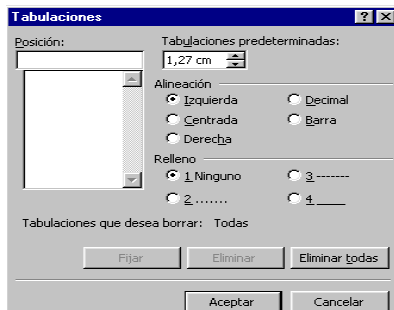 Tabulaciones
Posición: Tabulaciones predeterminadas:
1,27 cm
Alineación
Izquierda Decimal
Centrada Barra
Derecha
Relleno
1 Ninguno 3 -------
2 ....... 4 ____
Tabulaciones que desea borrar: Todas
Fijar Eliminar Eliminar todas
Aceptar Cancelar